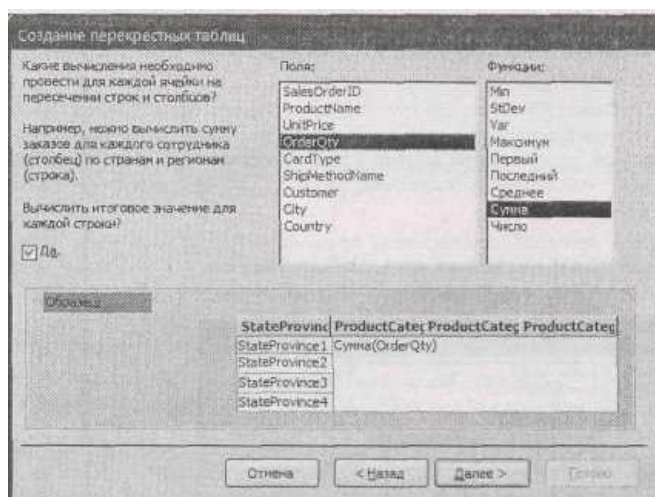 Создание перекрестных таблиц
Какие вычисления необходимо
провести для каждой ячейки на
пересечении строк и столбцов?
Например, можно вычислить сумму
заказов для каждого сотрудника
(столбец) по странам и регионам
(строка).
Вычислить итоговое значение для
каждой строки?
Да.
Поля:
SalesOrderID
ProductName
UnitPrice
OrderQty
CardType
ShipMethodName
Customer
City
Country
Функции:
Min
StDev
Var
Максимум
Первый
Последний
Среднее
Сумма
Число
Образец
StateProvinc ProductCateg ProductCateg ProductCateg
StateProvince1 Сумма(OrderQty)
StateProvince2
StateProvince3
StateProvince4
Отмена < Назад Далее > Готово